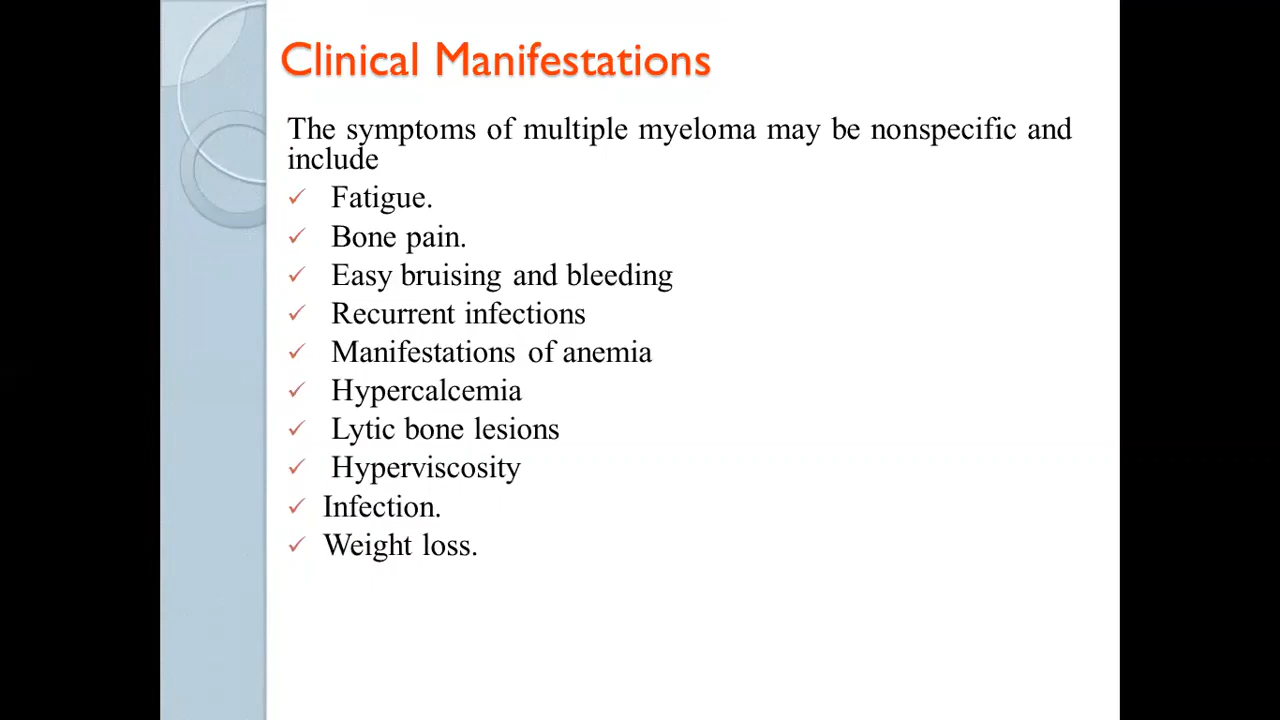 Clinical Manifestations
The symptoms of multiple myeloma may be nonspecific and
include
✓ Fatigue.
✓ Bone pain.
✓ Easy bruising and bleeding
✓ Recurrent infections
✓ Manifestations of anemia
✓ Hypercalcemia
✓ Lytic bone lesions
✓ Hyperviscosity
✓ Infection.
✓ Weight loss.